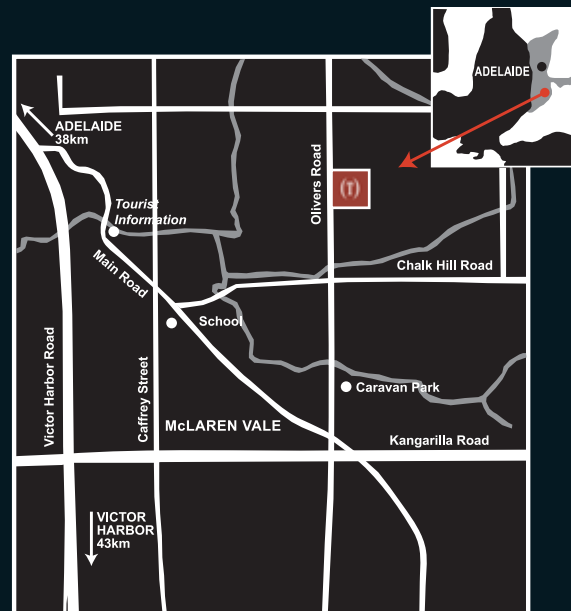 ADELAIDE
ADELAIDE
38km
Olivers Road
(T)
Tourist
Information
Main Road
Chalk Hill Road
School
Victor Harbor Road
Caffrey Street
Caravan Park
McLAREN VALE
Kangarilla Road
VICTOR
HARBOR
43km